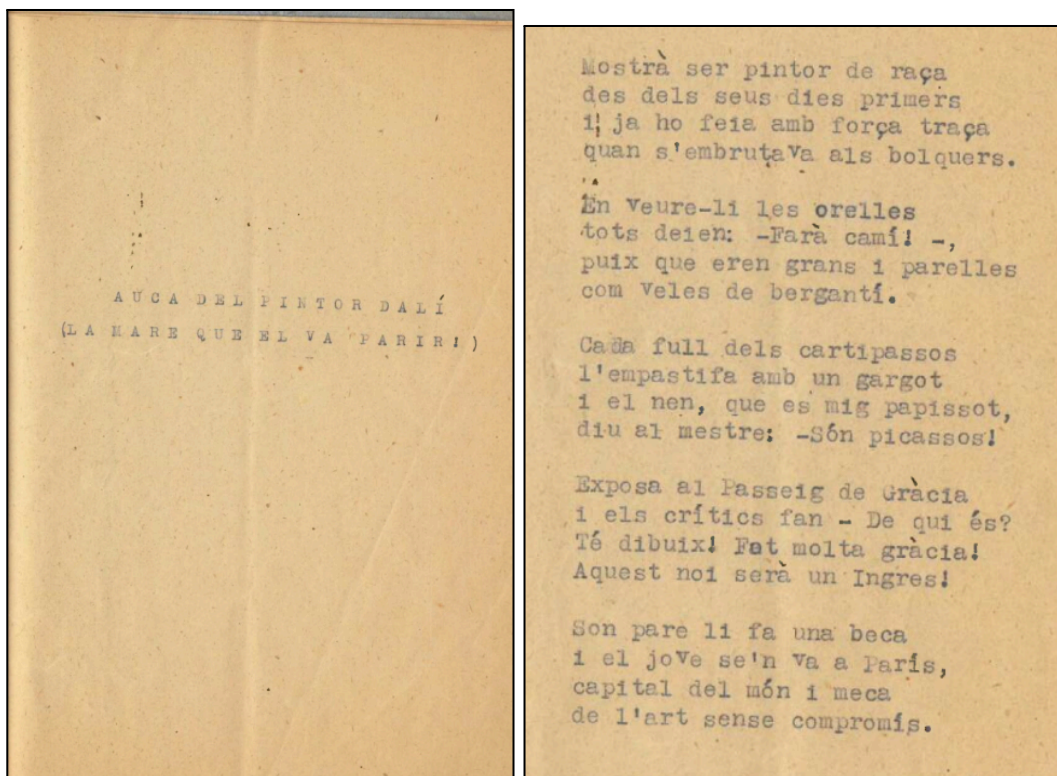 AUCA DEL PINTOR DALÍ
(LA MARE QUE EL VA PARIR!)
Mostrà ser pintor de raça
des dels seus dies primers
i ja ho feia amb força traça
quan s'embrutava als bolquers.
En veure-li les orelles
tots deien: -Farà camí! -,
puix que eren grans i parelles
com veles de bergantí.
Cada full dels cartipassos
l'empastifa amb un gargot
i el nen, que es mig papissot,
diu al mestre: -Són picassos!
Exposa al Passeig de Gràcia
i els crítics fan - De qui és?
Té dibuix! Fet molta gràcia!
Aquest noi serà un Ingres!
Son pare li fa una beca
i el jove se'n va a París,
capital del món i meca
de l'art sense compromís.